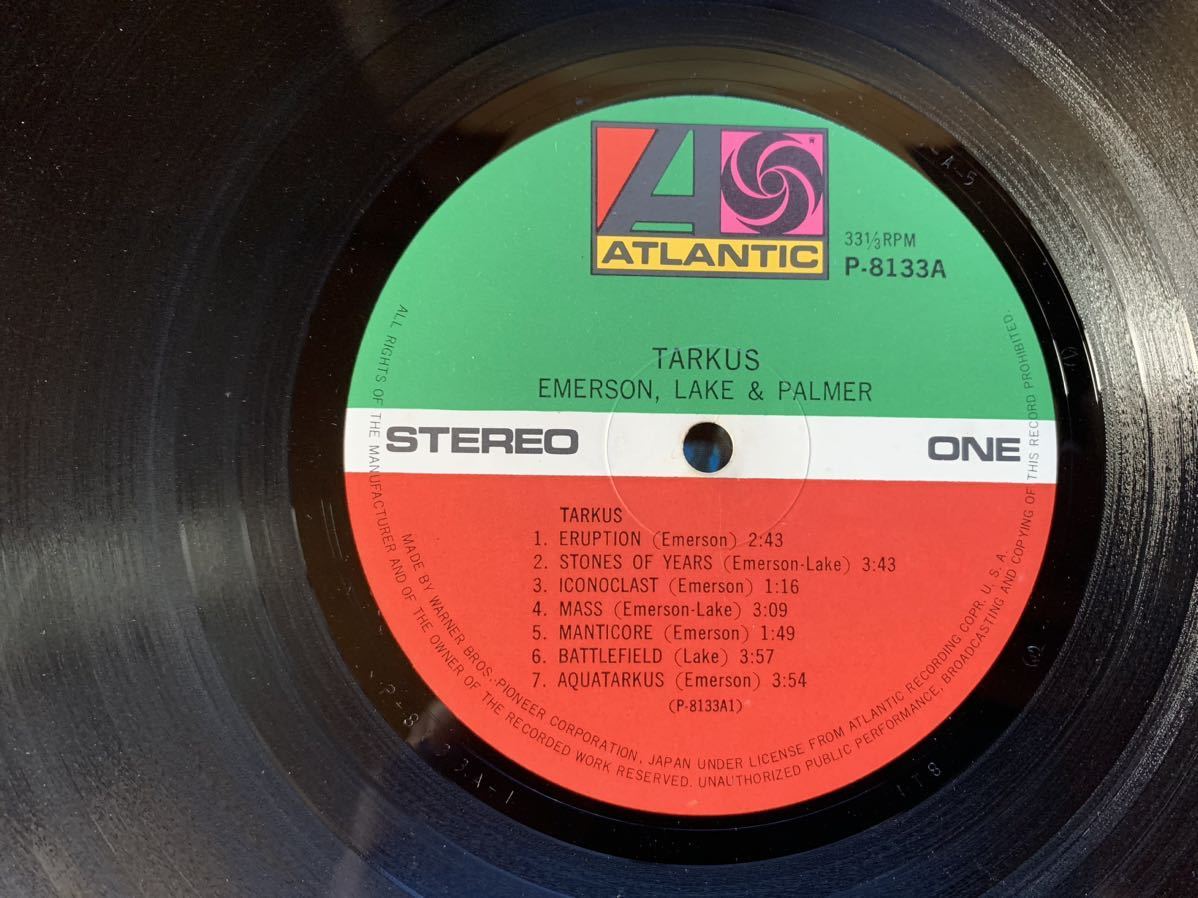 ATLANTIC
33⅓ RPM
P-8133A
TARKUS
EMERSON, LAKE & PALMER
STEREO
ONE
TARKUS
1. ERUPTION (Emerson) 2:43
2. STONES OF YEARS (Emerson-Lake) 3:43
3. ICONOCLAST (Emerson) 1:16
4. MASS (Emerson-Lake) 3:09
5. MANTICORE (Emerson) 1:49
6. BATTLEFIELD (Lake) 3:57
7. AQUATARKUS (Emerson) 3:54
(P-8133A1)
MADE BY WARNER BROS.-PIONEER CORPORATION, JAPAN UNDER LICENSE FROM ATLANTIC RECORDING COPR. U. S. A.
ALL RIGHTS OF THE MANUFACTURER AND OF THE OWNER OF THE RECORDED WORK RESERVED. UNAUTHORIZED PUBLIC PERFORMANCE, BROADCASTING AND COPYING OF THIS RECORD PROHIBITED.